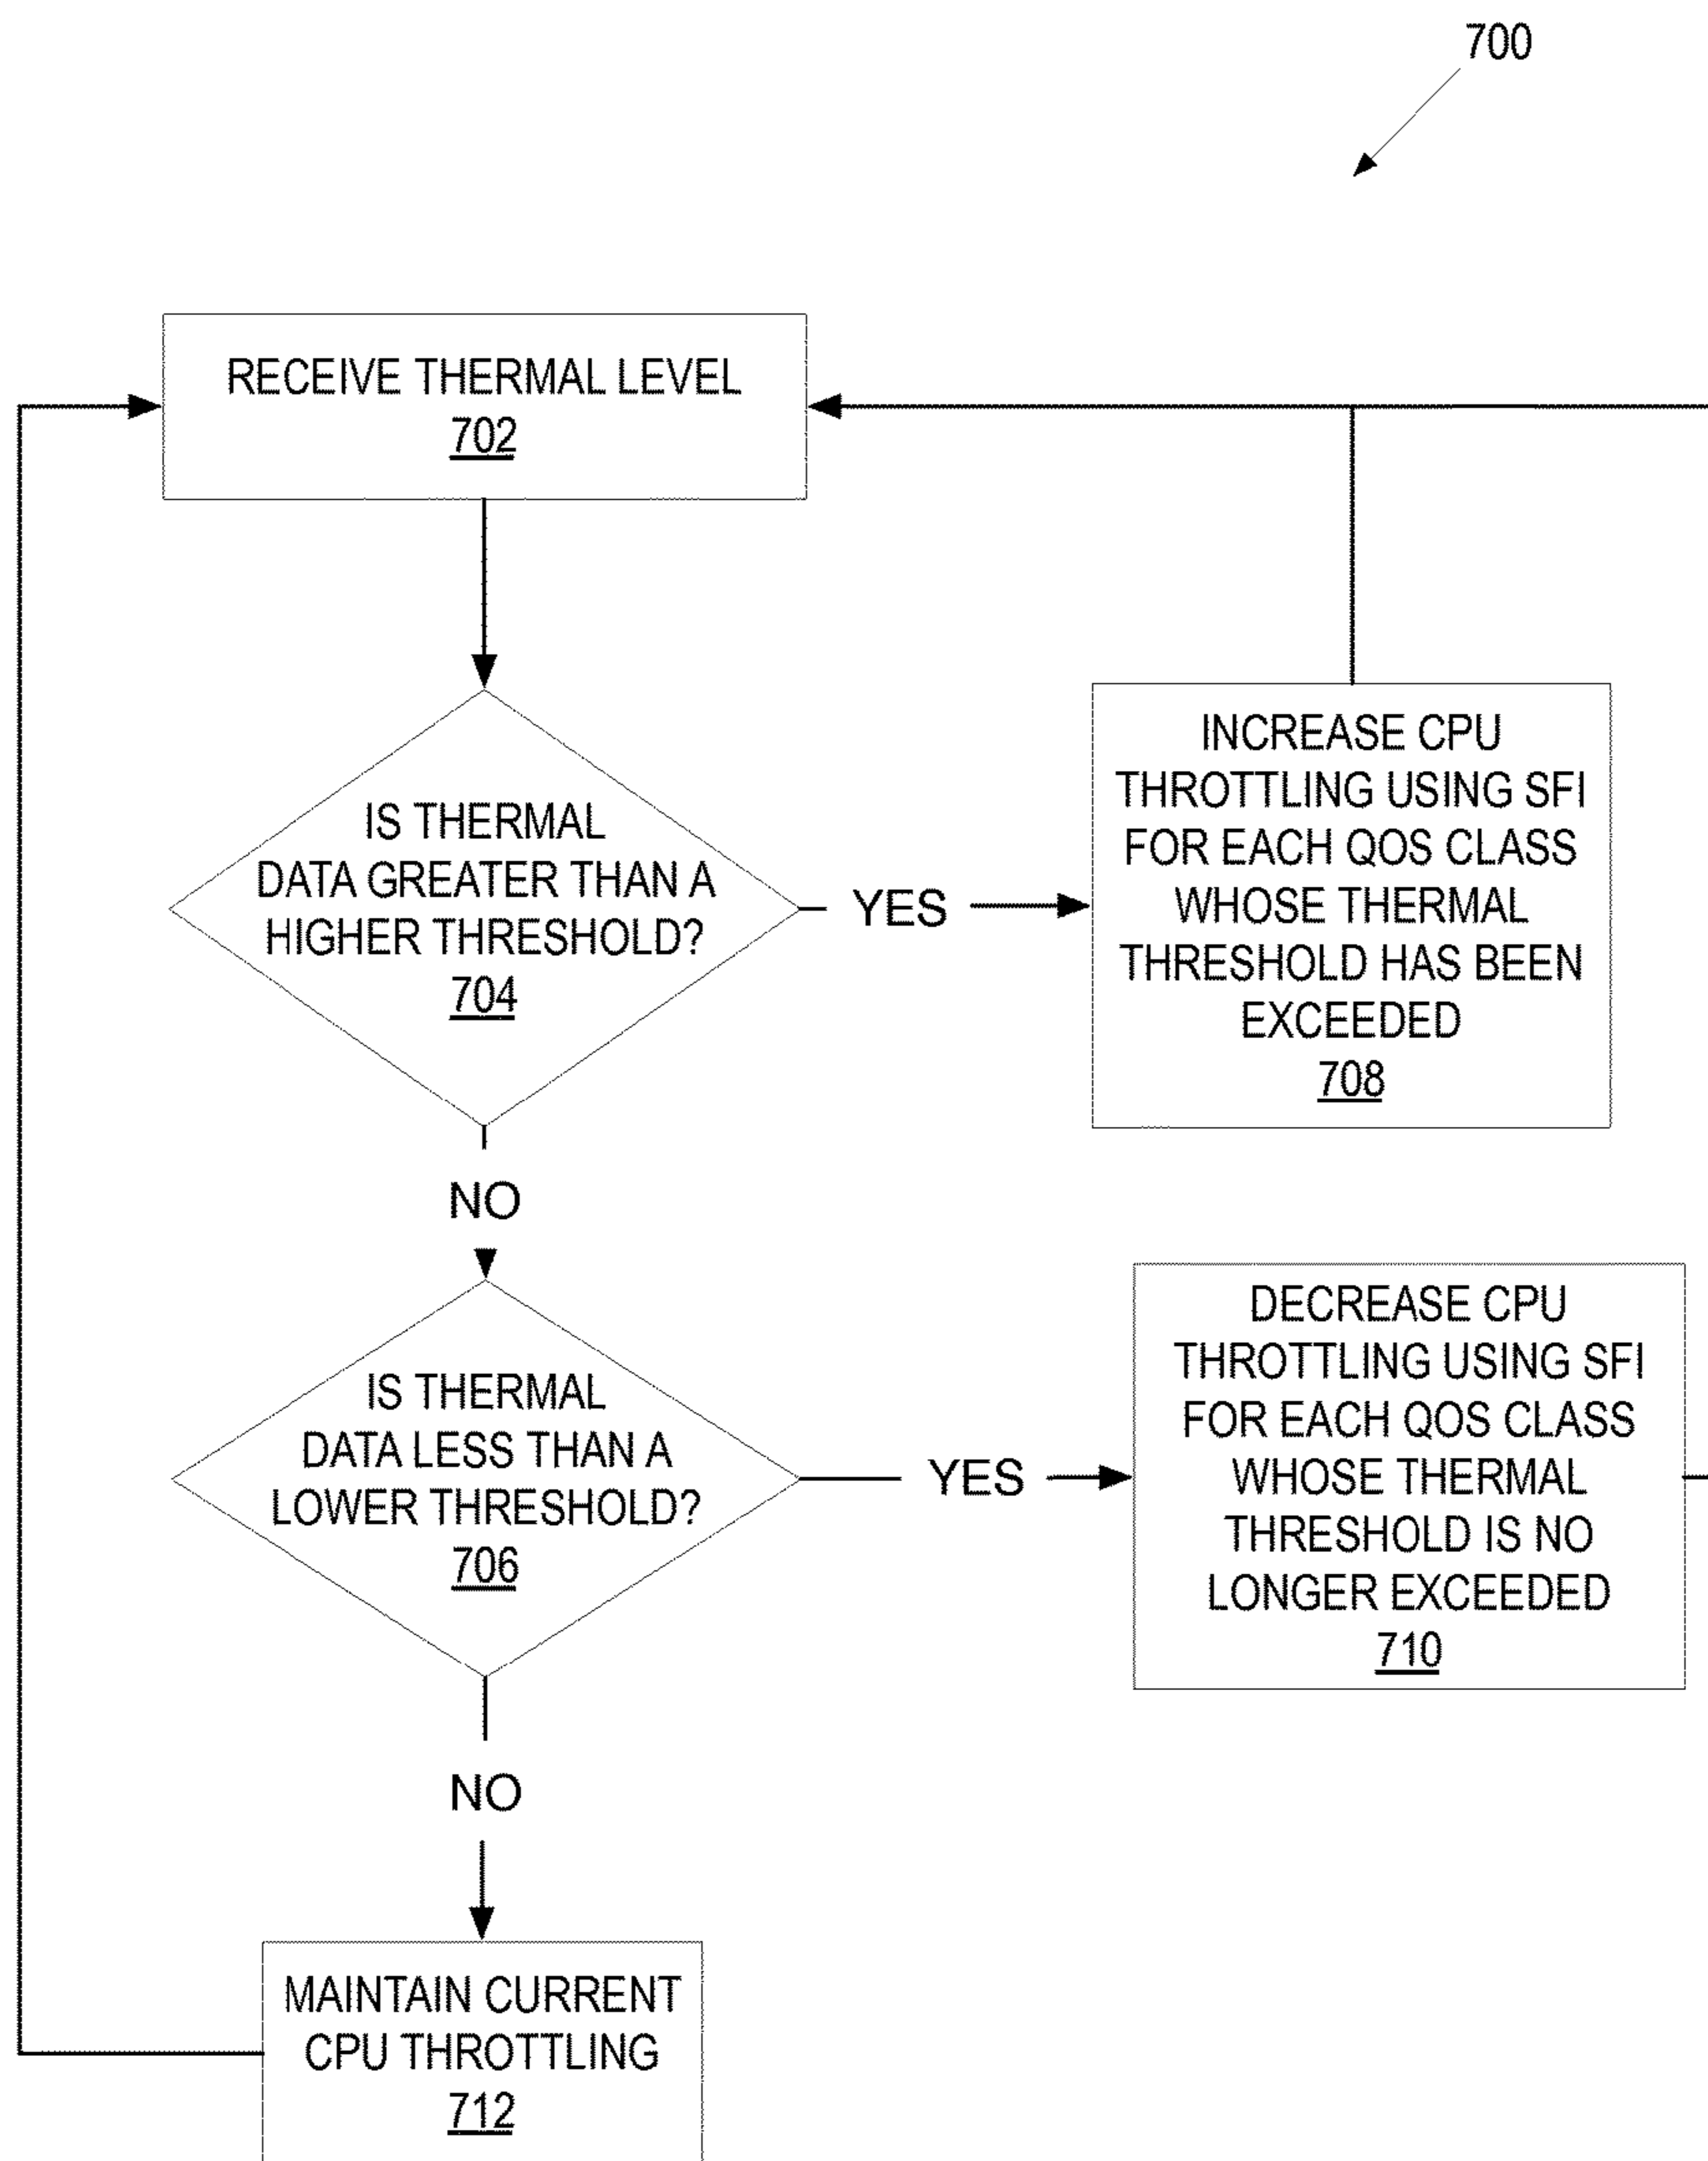 700
RECEIVE THERMAL LEVEL
702
IS THERMAL
DATA GREATER THAN A
HIGHER THRESHOLD?
704
YES
INCREASE CPU
THROTTLING USING SFI
FOR EACH QOS CLASS
WHOSE THERMAL
THRESHOLD HAS BEEN
EXCEEDED
708
NO
IS THERMAL
DATA LESS THAN A
LOWER THRESHOLD?
706
YES
DECREASE CPU
THROTTLING USING SFI
FOR EACH QOS CLASS
WHOSE THERMAL
THRESHOLD IS NO
LONGER EXCEEDED
710
NO
MAINTAIN CURRENT
CPU THROTTLING
712